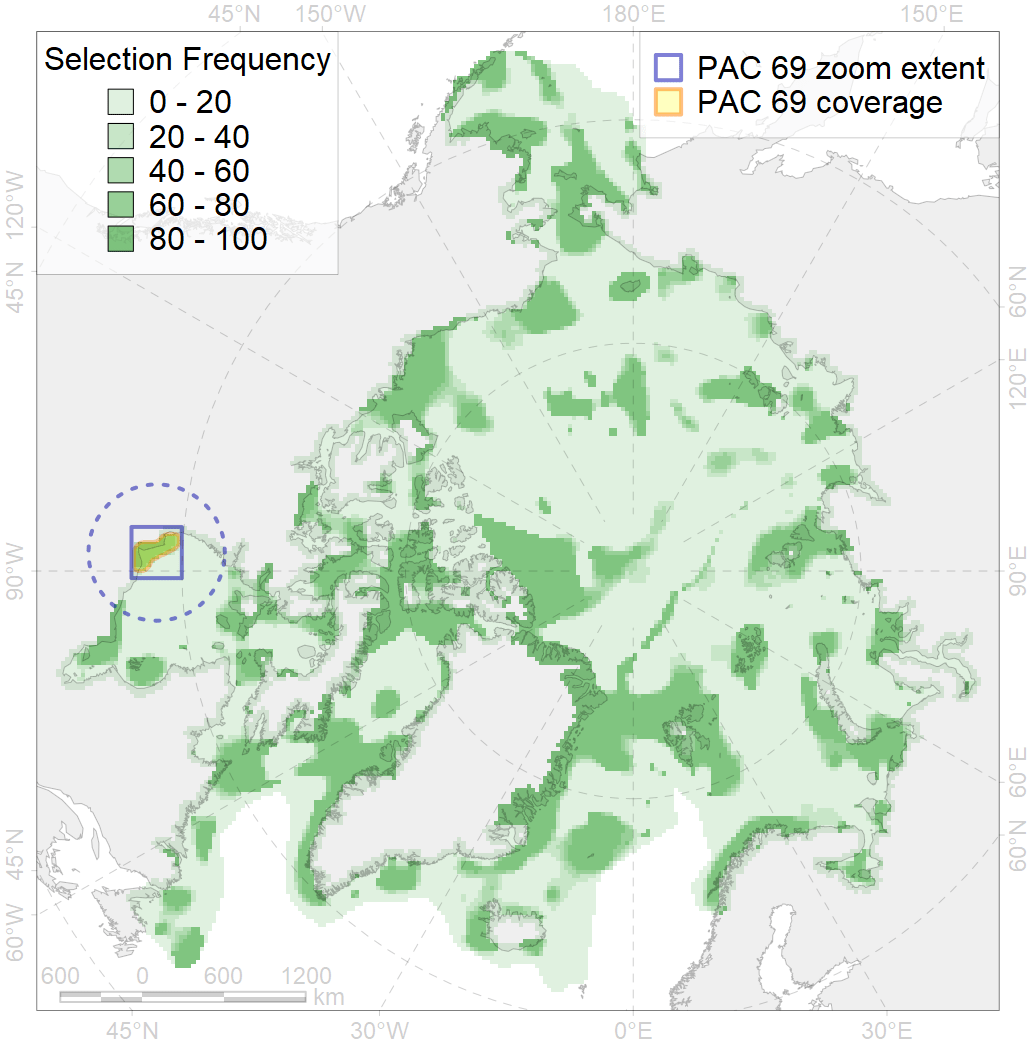 45°N 150°W 180°E 150°E
Selection Frequency
0 - 20
20 - 40
40 - 60
60 - 80
80 - 100
PAC 69 zoom extent
PAC 69 coverage
120°W
45°N
90°W
45°N
60°W
60°N
120°E
90°E
60°E
60°N
600 0 600 1200
km
45°W 30°W 0°E 30°E